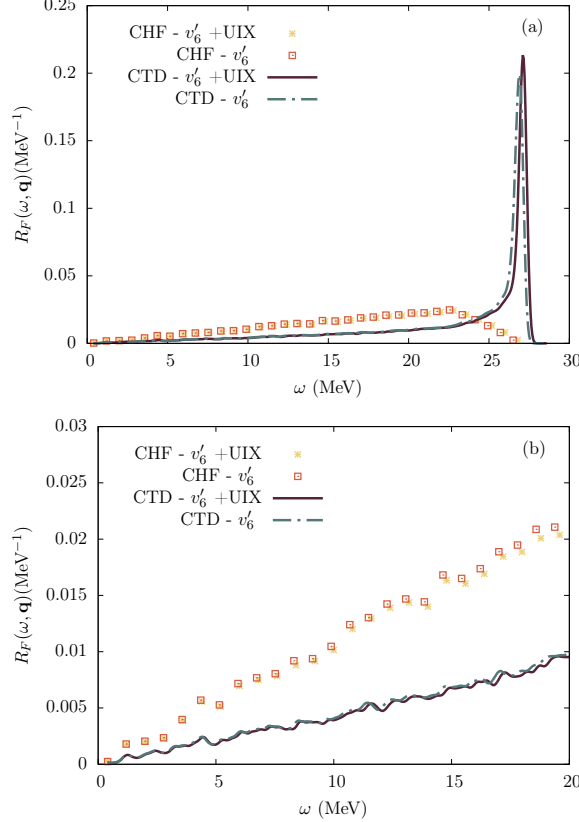 0.25
(a)
CHF - v′₆ +UIX
CHF - v′₆
CTD - v′₆ +UIX
CTD - v′₆
0.2
0.15
0.1
0.05
0
R_F(ω, q)(MeV⁻¹)
0 5 10 15 20 25 30
ω (MeV)
0.03
(b)
CHF - v′₆ +UIX
CHF - v′₆
CTD - v′₆ +UIX
CTD - v′₆
0.025
0.02
0.015
0.01
0.005
0
R_F(ω, q)(MeV⁻¹)
0 5 10 15 20
ω (MeV)